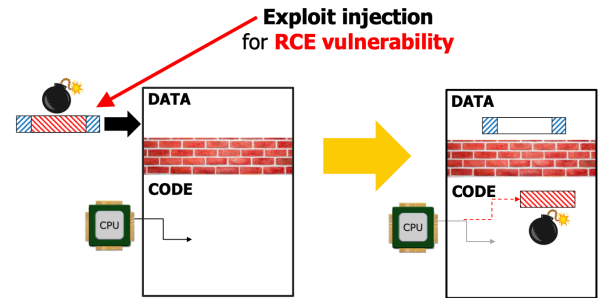 Exploit injection
for RCE vulnerability
DATA
CODE
CPU
DATA
CODE
CPU